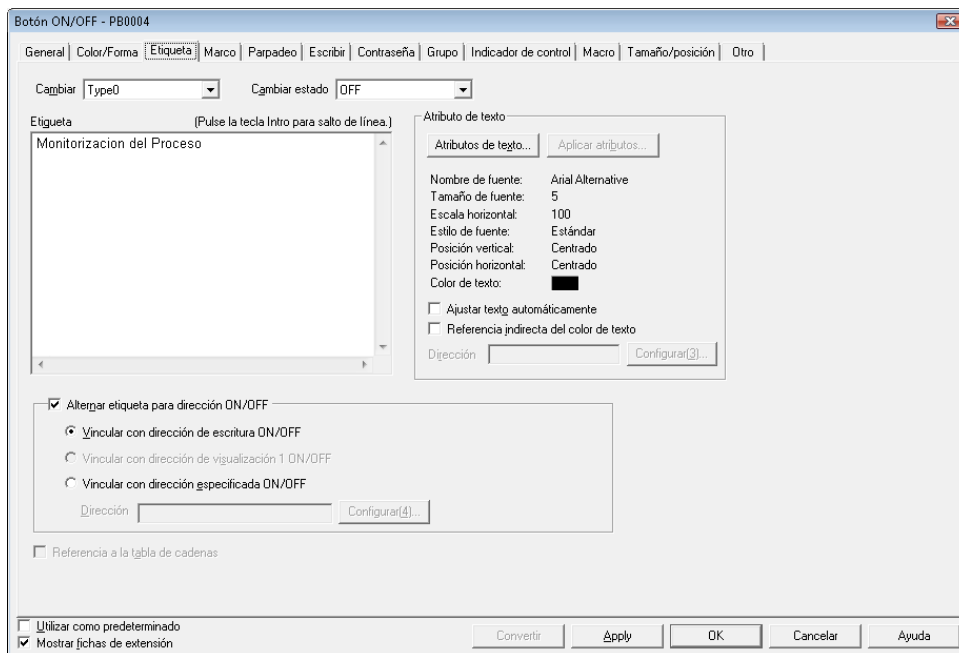 Botón ON/OFF - PB0004
General Color/Forma Etiqueta Marco Parpadeo Escribir Contraseña Grupo Indicador de control Macro Tamaño/posición Otro
Cambiar Type0 Cambiar estado OFF
Etiqueta (Pulse la tecla Intro para salto de línea.)
Monitorizacion del Proceso
Atributo de texto
Atributos de texto... Aplicar atributos...
Nombre de fuente: Arial Alternative
Tamaño de fuente: 5
Escala horizontal: 100
Estilo de fuente: Estándar
Posición vertical: Centrado
Posición horizontal: Centrado
Color de texto:
Ajustar texto automáticamente
Referencia indirecta del color de texto
Dirección Configurar(3)...
Alternar etiqueta para dirección ON/OFF
Vincular con dirección de escritura ON/OFF
Vincular con dirección de visualización 1 ON/OFF
Vincular con dirección especificada ON/OFF
Dirección Configurar(4)...
Referencia a la tabla de cadenas
Utilizar como predeterminado
Mostrar fichas de extensión
Convertir Apply OK Cancelar Ayuda